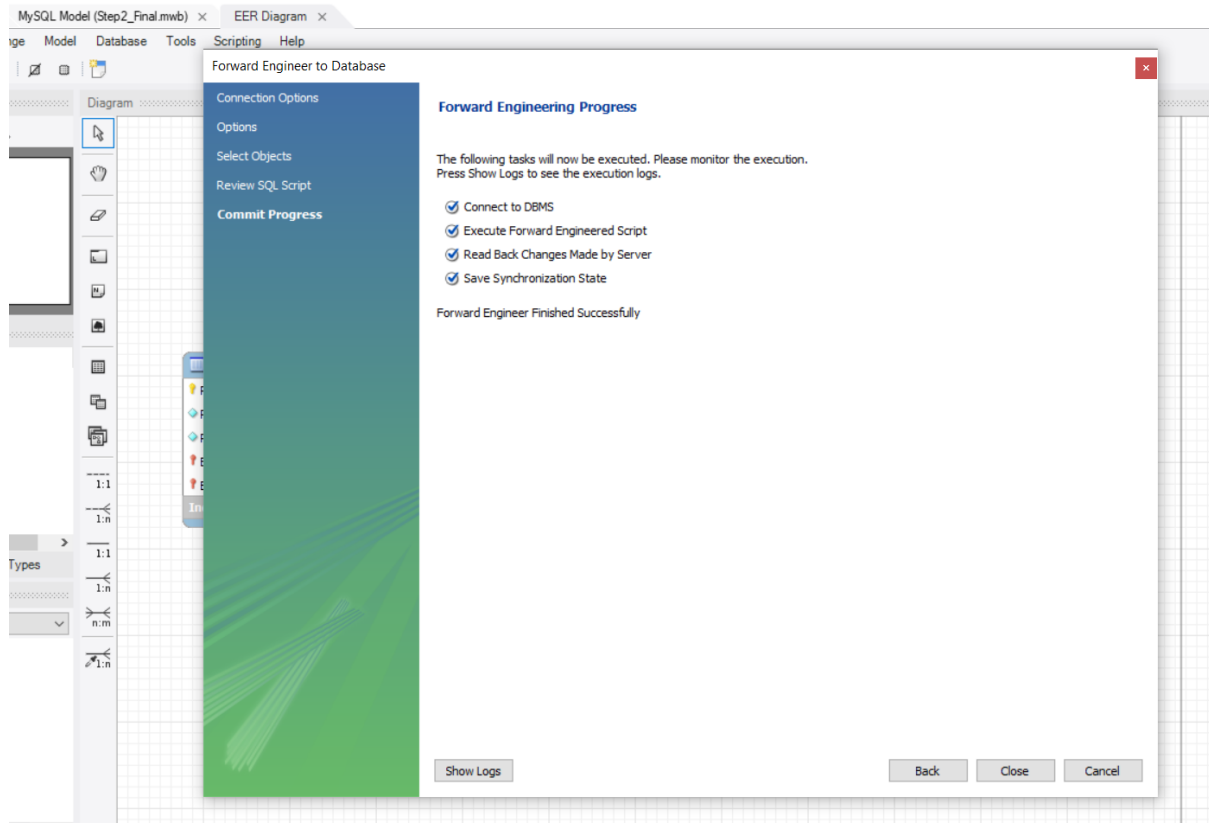 MySQL Model (Step2_Final.mwb) × EER Diagram ×
nge Model Database Tools Scripting Help
Forward Engineer to Database
Diagram
Connection Options
Options
Select Objects
Review SQL Script
Commit Progress
Forward Engineering Progress
The following tasks will now be executed. Please monitor the execution.
Press Show Logs to see the execution logs.
Connect to DBMS
Execute Forward Engineered Script
Read Back Changes Made by Server
Save Synchronization State
Forward Engineer Finished Successfully
In
1:1
1:n
1:1
Types
1:n
n:m
1:n
Show Logs Back Close Cancel